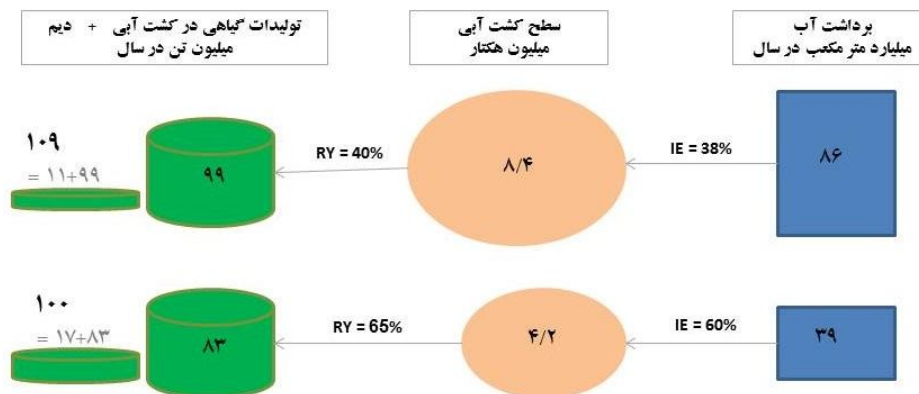 برداشت آب
میلیارد متر مکعب در سال
سطح کشت آبی
میلیون هکتار
تولیدات گیاهی در کشت آبی + دیم
میلیون تن در سال
۸۶
IE = 38%
۸/۴
RY = 40%
۹۹
۱۰۹
= ۱۱+۹۹
۳۹
IE = 60%
۴/۲
RY = 65%
۸۳
۱۰۰
= ۱۷+۸۳